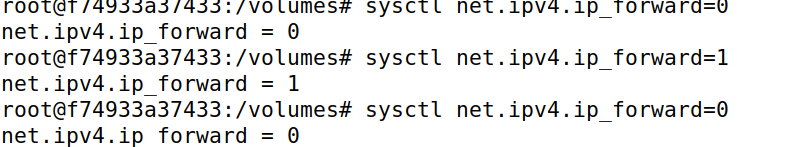 root@f74933a37433:/volumes# sysctl net.ipv4.ip_forward=0
net.ipv4.ip_forward = 0
root@f74933a37433:/volumes# sysctl net.ipv4.ip_forward=1
net.ipv4.ip_forward = 1
root@f74933a37433:/volumes# sysctl net.ipv4.ip_forward=0
net.ipv4.ip_forward = 0